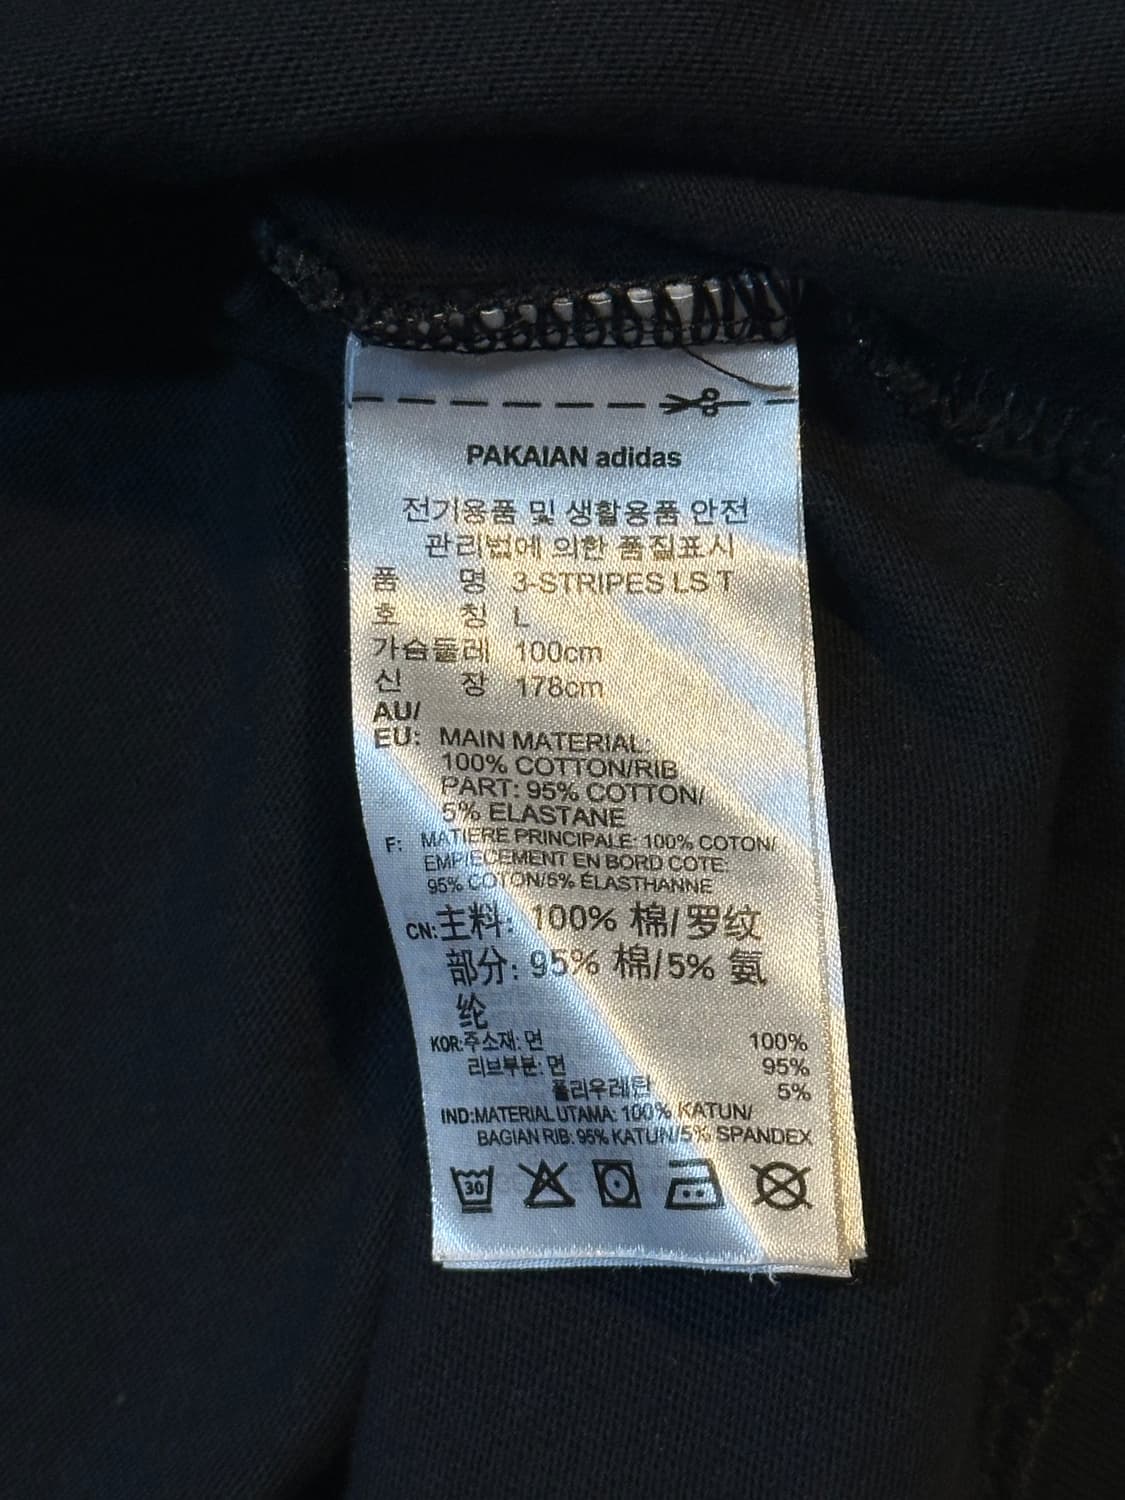 PAKAIAN adidas
전기용품 및 생활용품 안전
관리법에 의한 품질표시
품 명 3-STRIPES LS T
호 칭 L
가슴둘레 100cm
신 장 178cm
AU/
EU: MAIN MATERIAL:
100% COTTON/RIB
PART: 95% COTTON/
5% ELASTANE
F: MATIERE PRINCIPALE: 100% COTON/
EMPIECEMENT EN BORD COTE:
95% COTON/5% ÉLASTHANNE
CN: 主料: 100% 棉/罗纹
部分: 95% 棉/5% 氨
纶
KOR:주소재: 면 100%
리브부분: 면 95%
폴리우레탄 5%
IND:MATERIAL UTAMA: 100% KATUN/
BAGIAN RIB: 95% KATUN/5% SPANDEX
30